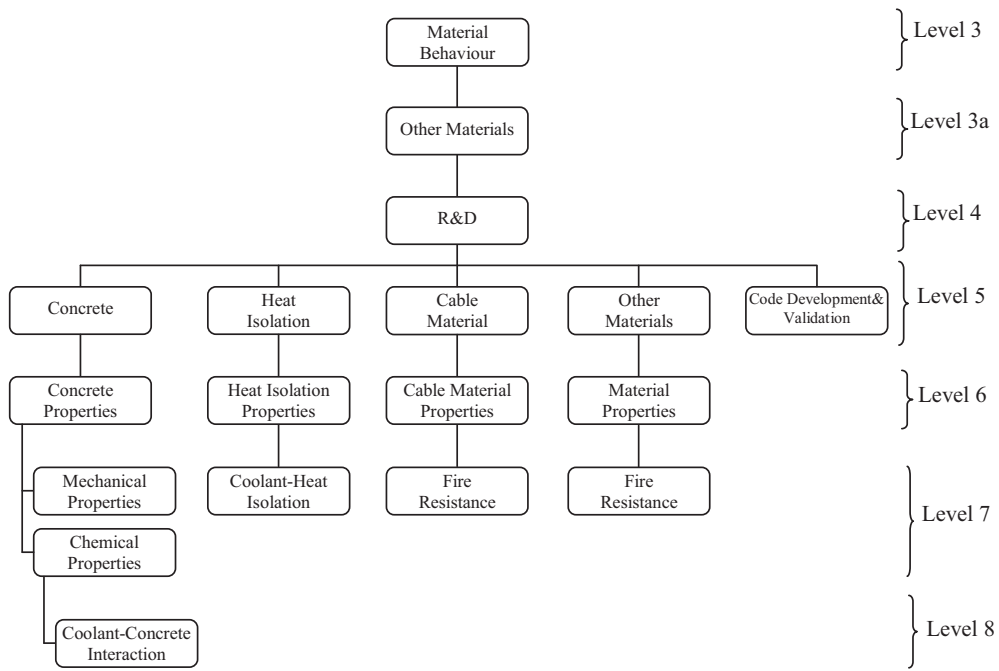 Material
Behaviour
Level 3
Other Materials
Level 3a
R&D
Level 4
Concrete
Heat
Isolation
Cable
Material
Other
Materials
Code Development&
Validation
Level 5
Concrete
Properties
Heat Isolation
Properties
Cable Material
Properties
Material
Properties
Level 6
Mechanical
Properties
Coolant-Heat
Isolation
Fire
Resistance
Fire
Resistance
Level 7
Chemical
Properties
Coolant-Concrete
Interaction
Level 8